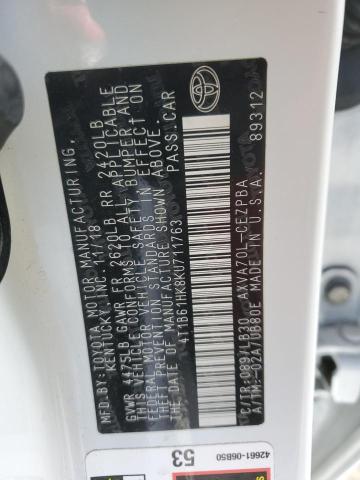 MFD.BY:TOYOTA MOTOR MANUFACTURING,
KENTUCKY, INC. 11/18
GVWR 4475LB GAWR FR 2620LB RR 2420LB
THIS VEHICLE CONFORMS TO ALL APPLICABLE
FEDERAL MOTOR VEHICLE SAFETY, BUMPER, AND
THEFT PREVENTION STANDARDS IN EFFECT ON
THE DATE OF MANUFACTURE SHOWN ABOVE.
4T1B61HK8KU711763 PASS.CAR
C/TR:089/LB30 AXVA70L-CEZPBA
A/TM:-02A/UB80E MADE IN U.S.A.
89312
42661-06B50
53